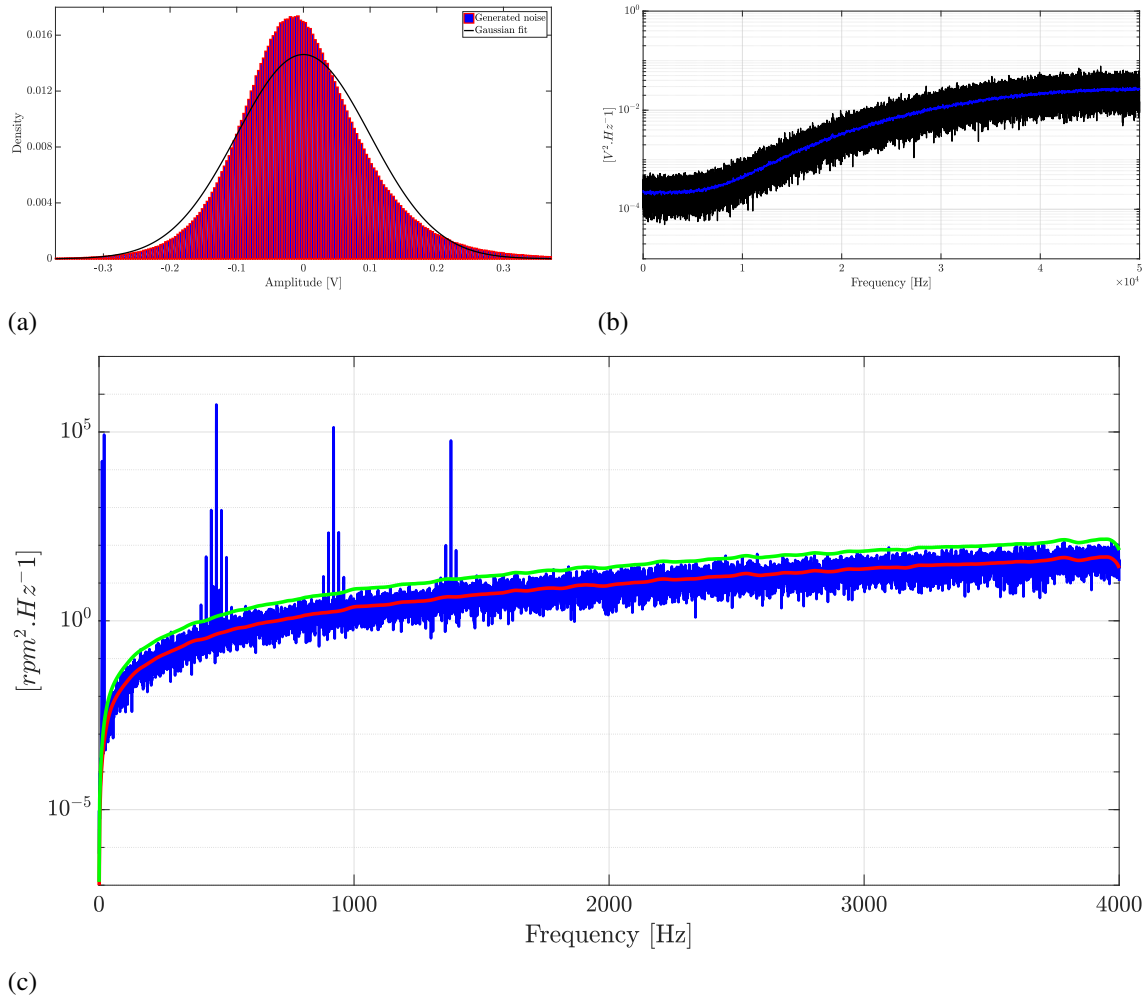 Generated noise
Gaussian fit
0.016
0.012
0.008
0.004
0
Density
-0.3 -0.2 -0.1 0 0.1 0.2 0.3
Amplitude [V]
(a)
10^0
10^-2
10^-4
[V^2.Hz^-1]
0 1 2 3 4 5
×10^4
Frequency [Hz]
(b)
10^5
10^0
10^-5
[rpm^2.Hz^-1]
0 1000 2000 3000 4000
Frequency [Hz]
(c)